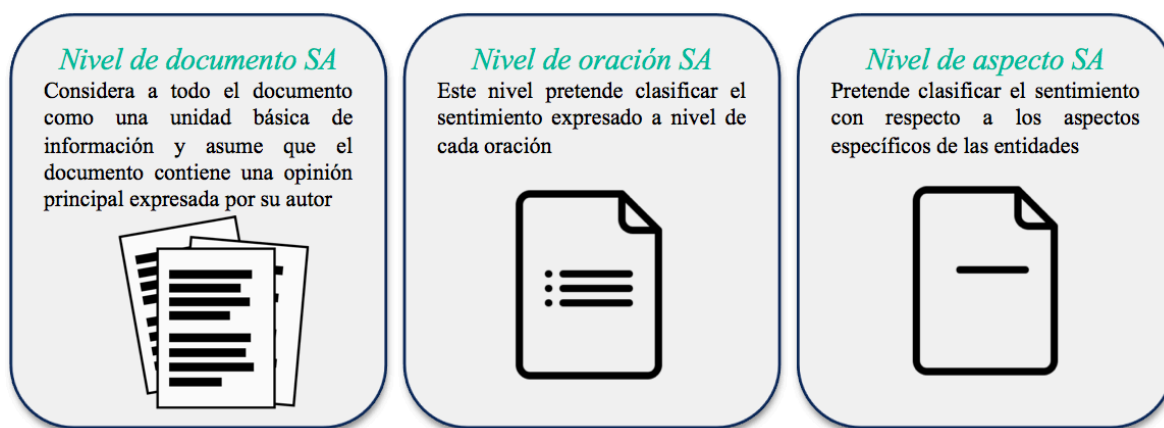 Nivel de documento SA
Considera a todo el documento
como una unidad básica de
información y asume que el
documento contiene una opinión
principal expresada por su autor
Nivel de oración SA
Este nivel pretende clasificar el
sentimiento expresado a nivel de
cada oración
Nivel de aspecto SA
Pretende clasificar el sentimiento
con respecto a los aspectos
específicos de las entidades